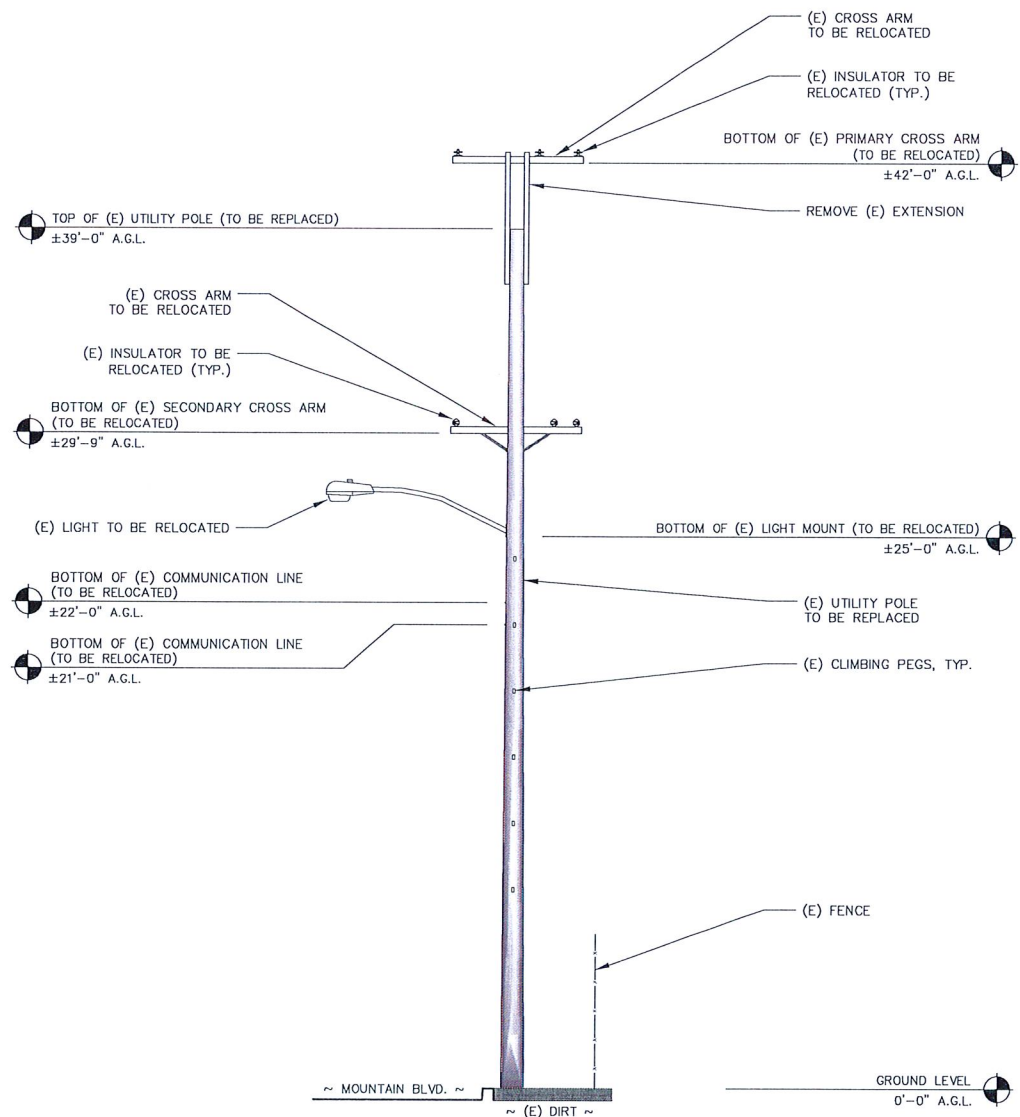 (E) CROSS ARM
TO BE RELOCATED
(E) INSULATOR TO BE
RELOCATED (TYP.)
BOTTOM OF (E) PRIMARY CROSS ARM
(TO BE RELOCATED)
±42'-0" A.G.L.
REMOVE (E) EXTENSION
TOP OF (E) UTILITY POLE (TO BE REPLACED)
±39'-0" A.G.L.
(E) CROSS ARM
TO BE RELOCATED
(E) INSULATOR TO BE
RELOCATED (TYP.)
BOTTOM OF (E) SECONDARY CROSS ARM
(TO BE RELOCATED)
±29'-9" A.G.L.
(E) LIGHT TO BE RELOCATED
BOTTOM OF (E) LIGHT MOUNT (TO BE RELOCATED)
±25'-0" A.G.L.
BOTTOM OF (E) COMMUNICATION LINE
(TO BE RELOCATED)
±22'-0" A.G.L.
(E) UTILITY POLE
TO BE REPLACED
BOTTOM OF (E) COMMUNICATION LINE
(TO BE RELOCATED)
±21'-0" A.G.L.
(E) CLIMBING PEGS, TYP.
(E) FENCE
~ MOUNTAIN BLVD. ~
~ (E) DIRT ~
GROUND LEVEL
0'-0" A.G.L.